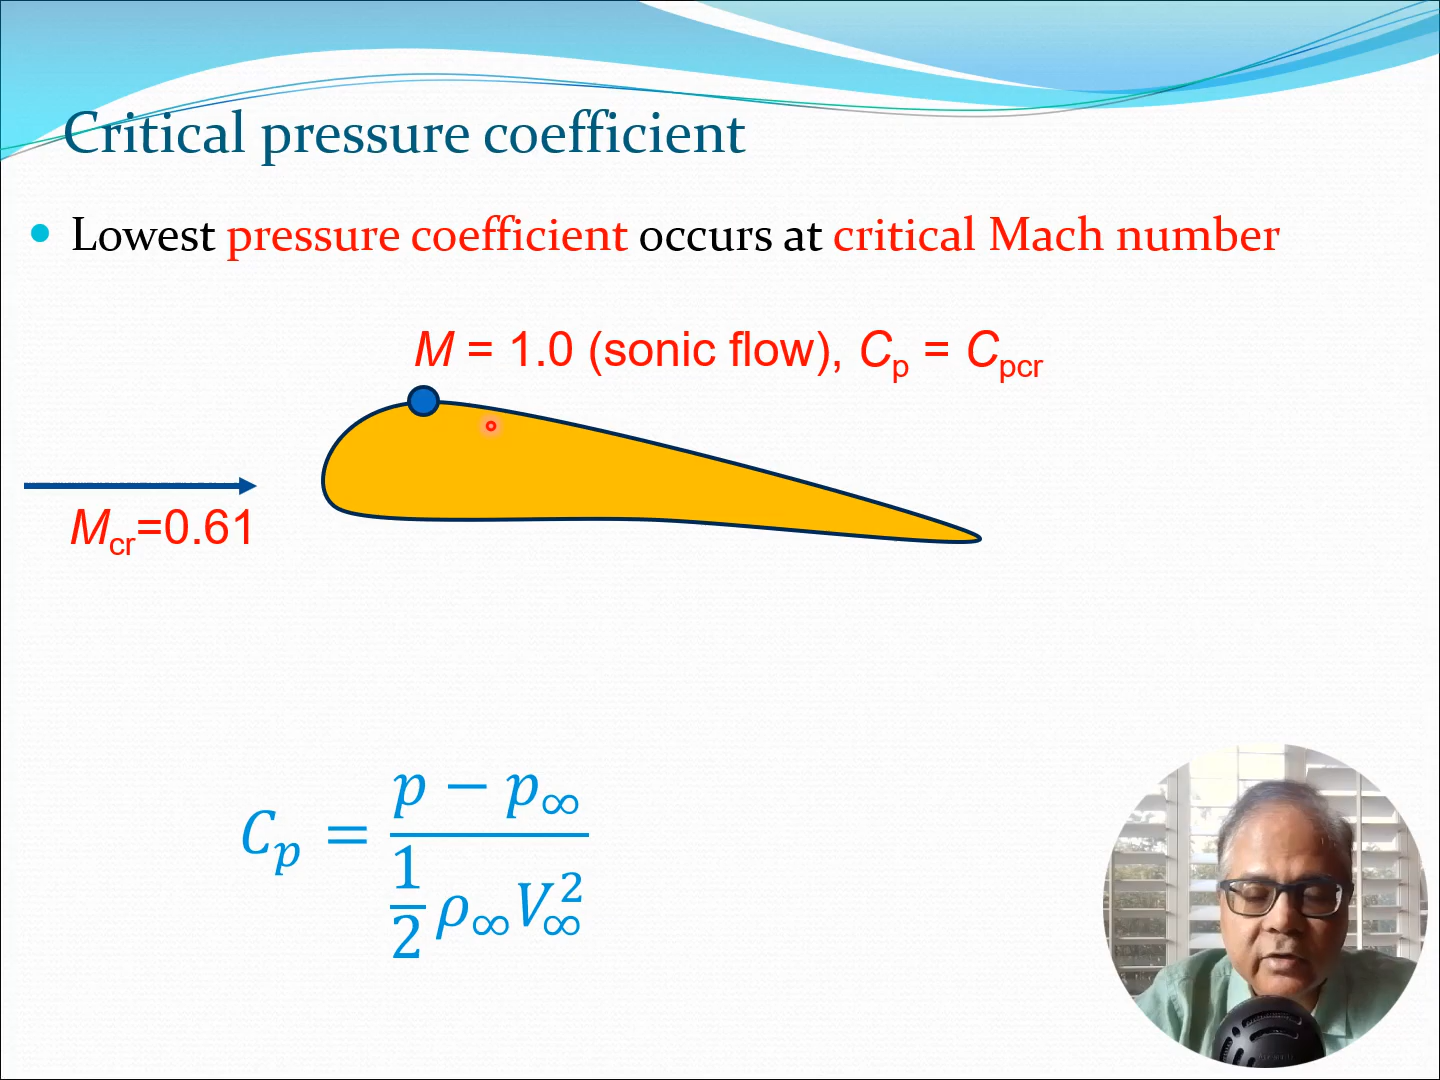 Critical pressure coefficient
Lowest pressure coefficient occurs at critical Mach number
M = 1.0 (sonic flow), Cp = Cpcr
Mcr=0.61
Cp = (p − p∞) / (1/2 ρ∞V∞²)